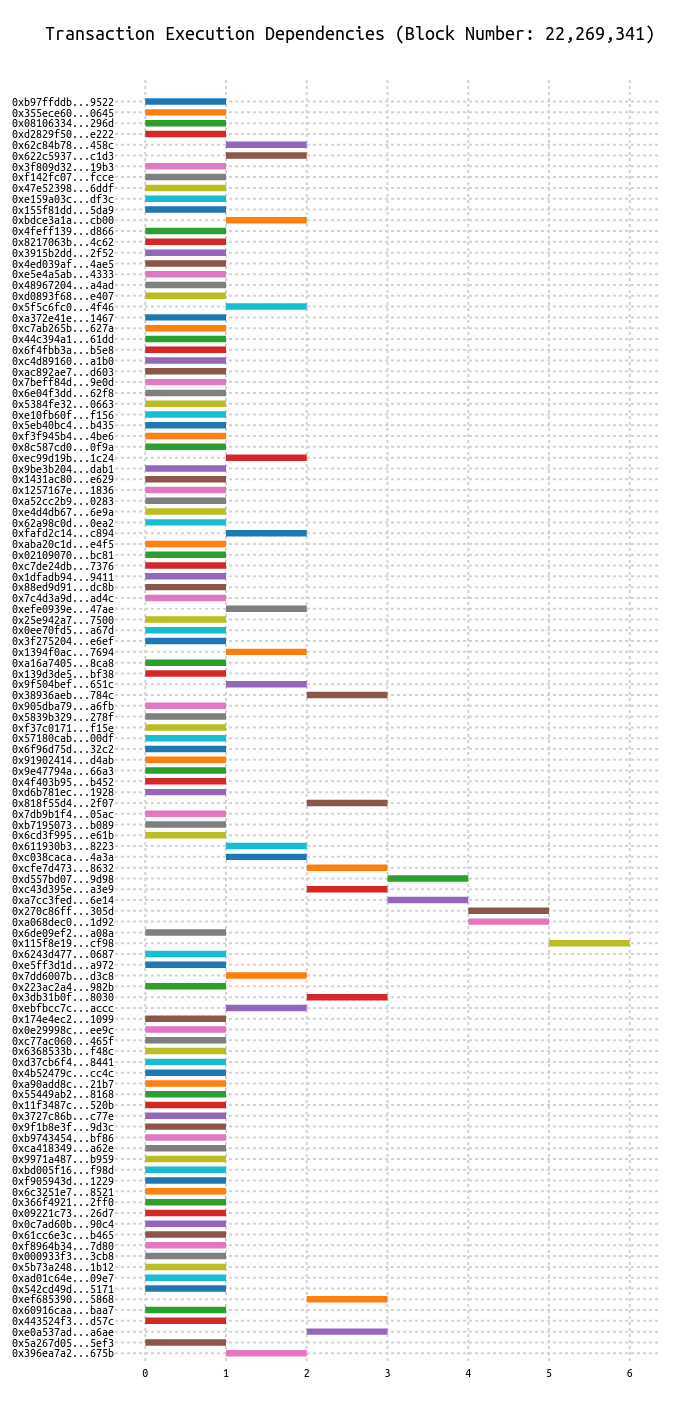 Transaction Execution Dependencies (Block Number: 22,269,341)
0xb97ffddb...9522
0x355ece60...0645
0x08106334...296d
0xd2829f50...e222
0x62c84b78...458c
0x622c5937...c1d3
0x3f809d32...19b3
0xf142fc07...fcce
0x47e52398...6ddf
0xe159a03c...df3c
0x155f81dd...5da9
0xbdce3a1a...cb00
0x4feff139...d866
0x8217063b...4c62
0x3915b2dd...2f52
0x4ed039af...4ae5
0xe5e4a5ab...4333
0x48967204...a4ad
0xd0893f68...e407
0x5f5c6fc0...4f46
0xa372e41e...1467
0xc7ab265b...627a
0x44c394a1...61dd
0x6f4fbb3a...b5e8
0xc4d89160...a1b0
0xac892ae7...d603
0x7beff84d...9e0d
0x6e04f3dd...62f8
0x5384fe32...0663
0xe10fb60f...f156
0x5eb40bc4...b435
0xf3f945b4...4be6
0x8c587cd0...0f9a
0xec99d19b...1c24
0x9be3b204...dab1
0x1431ac80...e629
0x1257167e...1836
0xa52cc2b9...0283
0xe4d4db67...6e9a
0x62a98c0d...0ea2
0xfafd2c14...c894
0xaba20c1d...e4f5
0x02109070...bc81
0xc7de24db...7376
0x1dfadb94...9411
0x88ed9d91...dc8b
0x7c4d3a9d...ad4c
0xefe0939e...47ae
0x25e942a7...7500
0x0ee70fd5...a67d
0x3f275204...e6ef
0x1394f0ac...7694
0xa16a7405...8ca8
0x139d3de5...bf38
0x9f504bef...651c
0x38936aeb...784c
0x905dba79...a6fb
0x5839b329...278f
0xf37c0171...f15e
0x57180cab...00df
0x6f96d75d...32c2
0x91902414...d4ab
0x9e47794a...66a3
0x4f403b95...b452
0xd6b781ec...1928
0x818f55d4...2f07
0x7db9b1f4...05ac
0xb7195073...b089
0x6cd3f995...e61b
0x611930b3...8223
0xc038caca...4a3a
0xcfe7d473...8632
0xd557bd07...9d98
0xc43d395e...a3e9
0xa7cc3fed...6e14
0x270c86ff...305d
0xa068dec0...1d92
0x6de09ef2...a08a
0x115f8e19...cf98
0x6243d477...0687
0xe5ff3d1d...a972
0x7dd6007b...d3c8
0x223ac2a4...982b
0x3db31b0f...8030
0xebfbcc7c...accc
0x174e4ec2...1099
0x0e29998c...ee9c
0xc77ac060...465f
0x6368533b...f48c
0xd37cb6f4...8441
0x4b52479c...cc4c
0xa90add8c...21b7
0x55449ab2...8168
0x11f3487c...520b
0x3727c86b...c77e
0x9f1b8e3f...9d3c
0xb9743454...bf86
0xca418349...a62e
0x9971a487...b959
0xbd005f16...f98d
0xf905943d...1229
0x6c3251e7...8521
0x366f4921...2ff0
0x09221c73...26d7
0x0c7ad60b...90c4
0x61cc6e3c...b465
0xf8964b34...7d80
0x000933f3...3cb8
0x5b73a248...1b12
0xad01c64e...09e7
0x542cd49d...5171
0xef685390...5868
0x60916caa...baa7
0x443524f3...d57c
0xe0a537ad...a6ae
0x5a267d05...5ef3
0x396ea7a2...675b
0 1 2 3 4 5 6